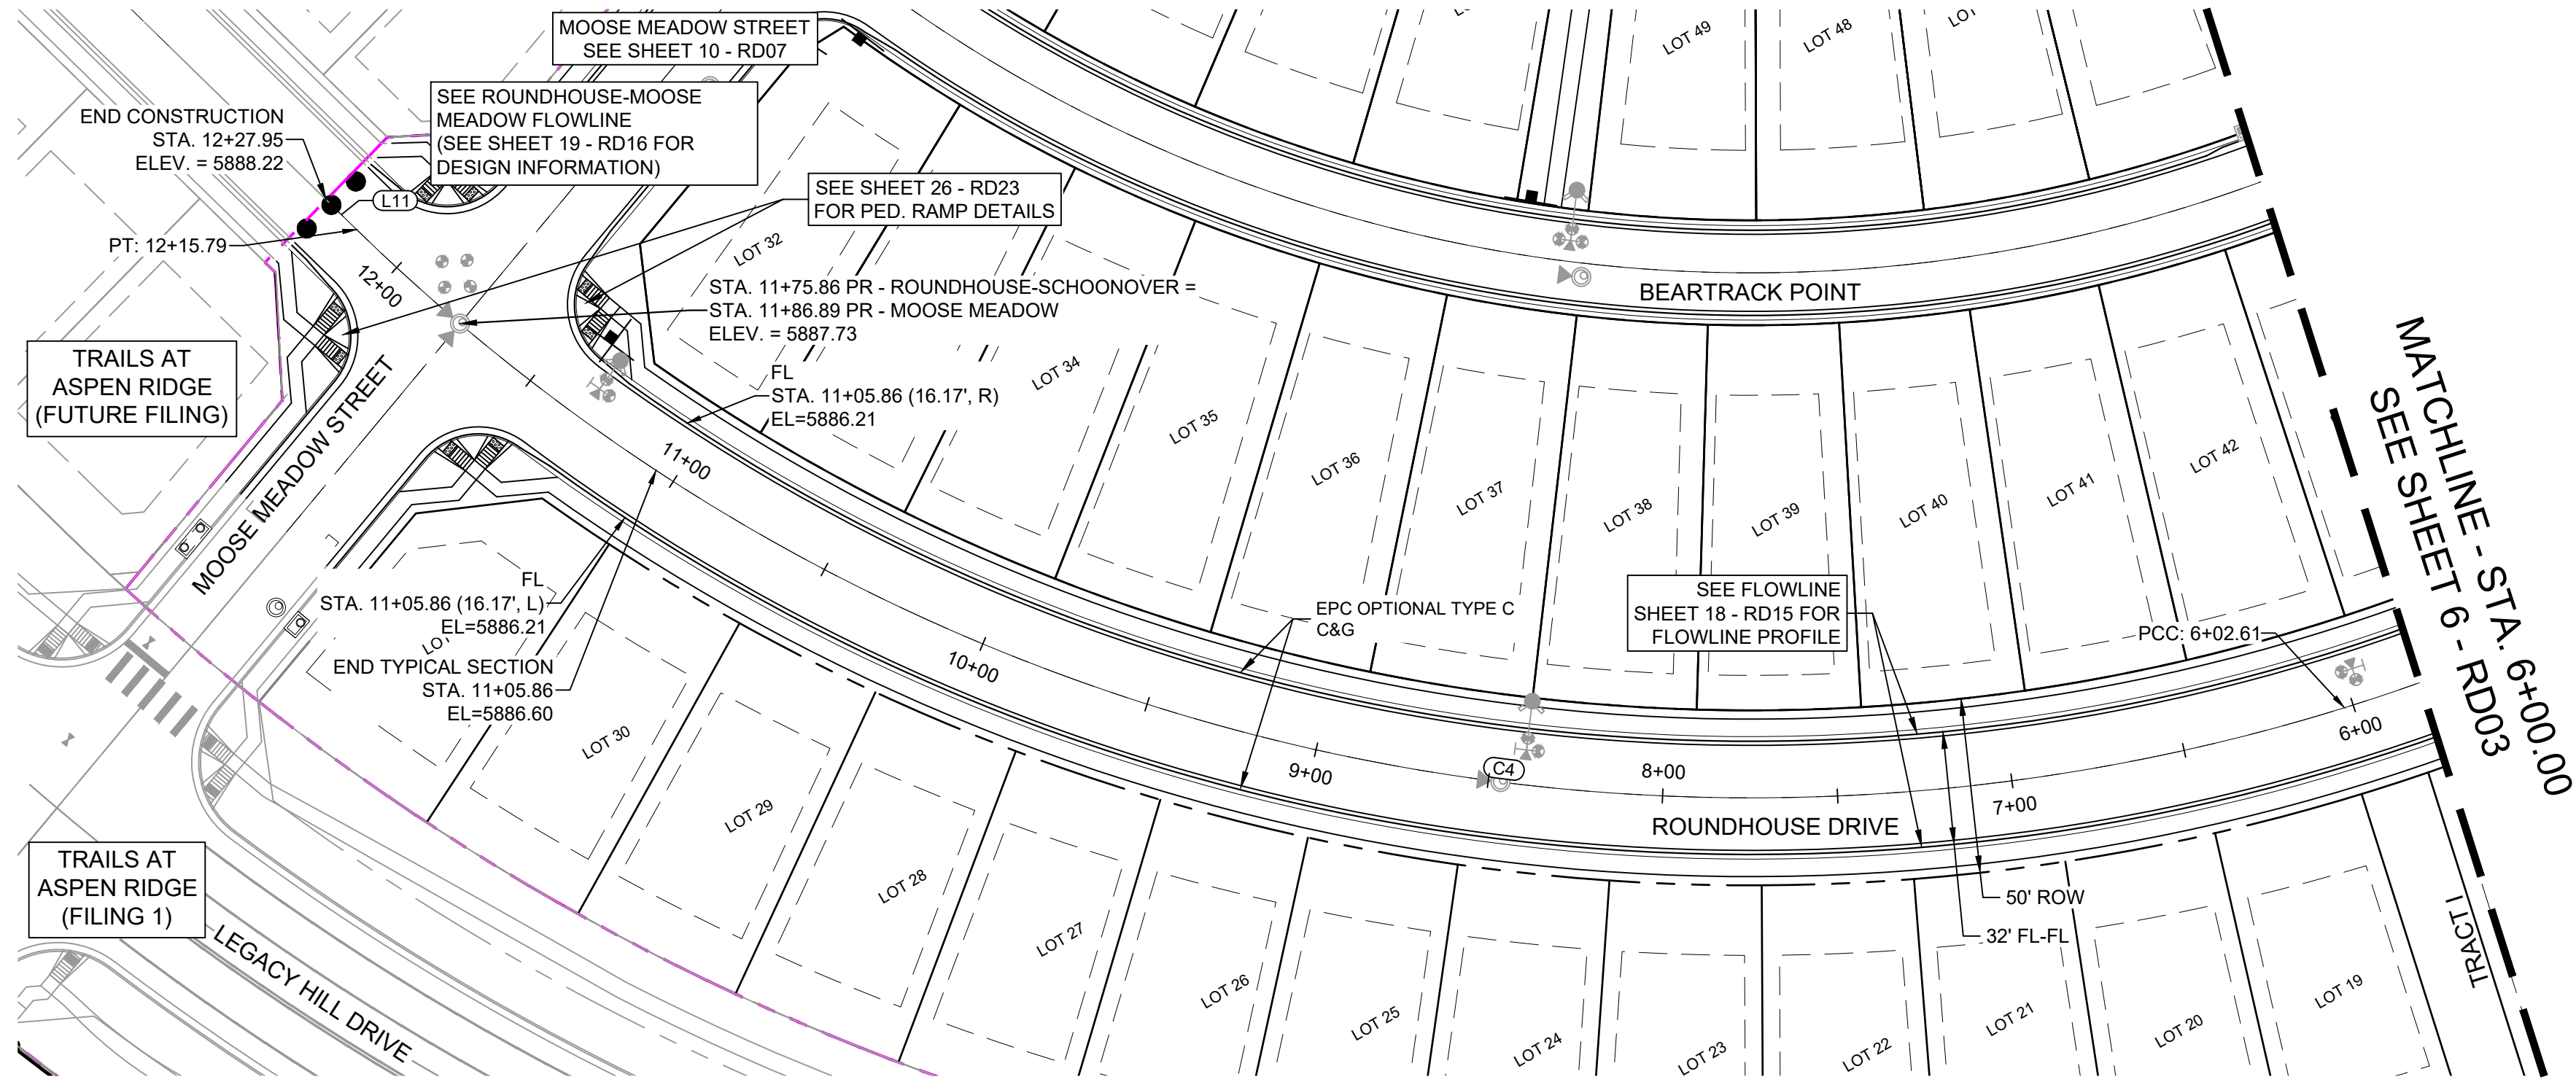 MOOSE MEADOW STREET
SEE SHEET 10 - RD07
SEE ROUNDHOUSE-MOOSE
MEADOW FLOWLINE
(SEE SHEET 19 - RD16 FOR
DESIGN INFORMATION)
END CONSTRUCTION
STA. 12+27.95
ELEV. = 5888.22
L11
PT: 12+15.79
12+00
SEE SHEET 26 - RD23
FOR PED. RAMP DETAILS
LOT 32
STA. 11+75.86 PR - ROUNDHOUSE-SCHOONOVER =
STA. 11+86.89 PR - MOOSE MEADOW
ELEV. = 5887.73
FL
STA. 11+05.86 (16.17', R)
EL=5886.21
TRAILS AT
ASPEN RIDGE
(FUTURE FILING)
MOOSE MEADOW STREET
11+00
FL
STA. 11+05.86 (16.17', L)
EL=5886.21
END TYPICAL SECTION
STA. 11+05.86
EL=5886.60
LOT 49
LOT 48
BEARTRACK POINT
LOT 34
LOT 35
LOT 36
LOT 37
LOT 38
LOT 39
LOT 40
LOT 41
LOT 42
MATCHLINE - STA. 6+00.00
SEE SHEET 6 - RD03
EPC OPTIONAL TYPE C
C&G
SEE FLOWLINE
SHEET 18 - RD15 FOR
FLOWLINE PROFILE
PCC: 6+02.61
10+00
9+00
C4
8+00
7+00
6+00
ROUNDHOUSE DRIVE
50' ROW
32' FL-FL
TRAILS AT
ASPEN RIDGE
(FILING 1)
LEGACY HILL DRIVE
LOT 30
LOT 29
LOT 28
LOT 27
LOT 26
LOT 25
LOT 24
LOT 23
LOT 22
LOT 21
LOT 20
LOT 19
TRACT I